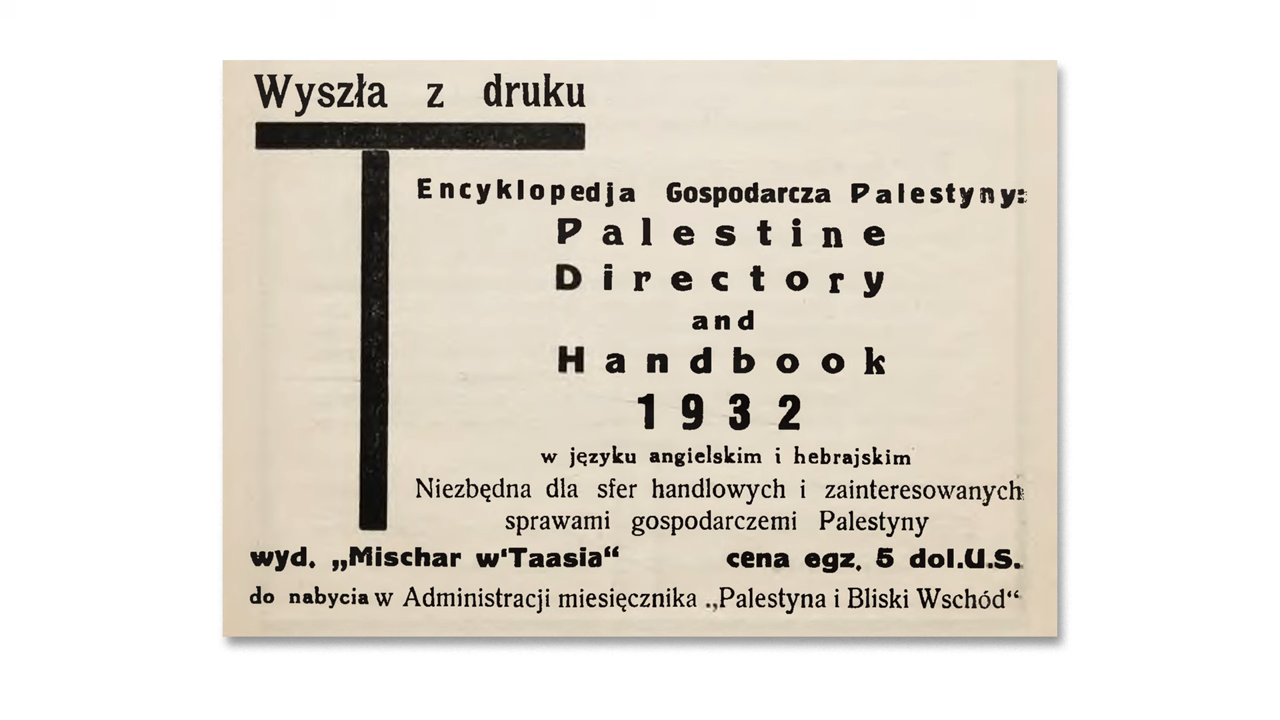 Wyszła z druku
Encyklopedja Gospodarcza Palestyny:
Palestine
Directory
and
Handbook
1932
w języku angielskim i hebrajskim
Niezbędna dla sfer handlowych i zainteresowanych
sprawami gospodarczemi Palestyny
wyd. „Mischar w'Taasia“ cena egz. 5 dol.U.S.
do nabycia w Administracji miesięcznika „Palestyna i Bliski Wschód“